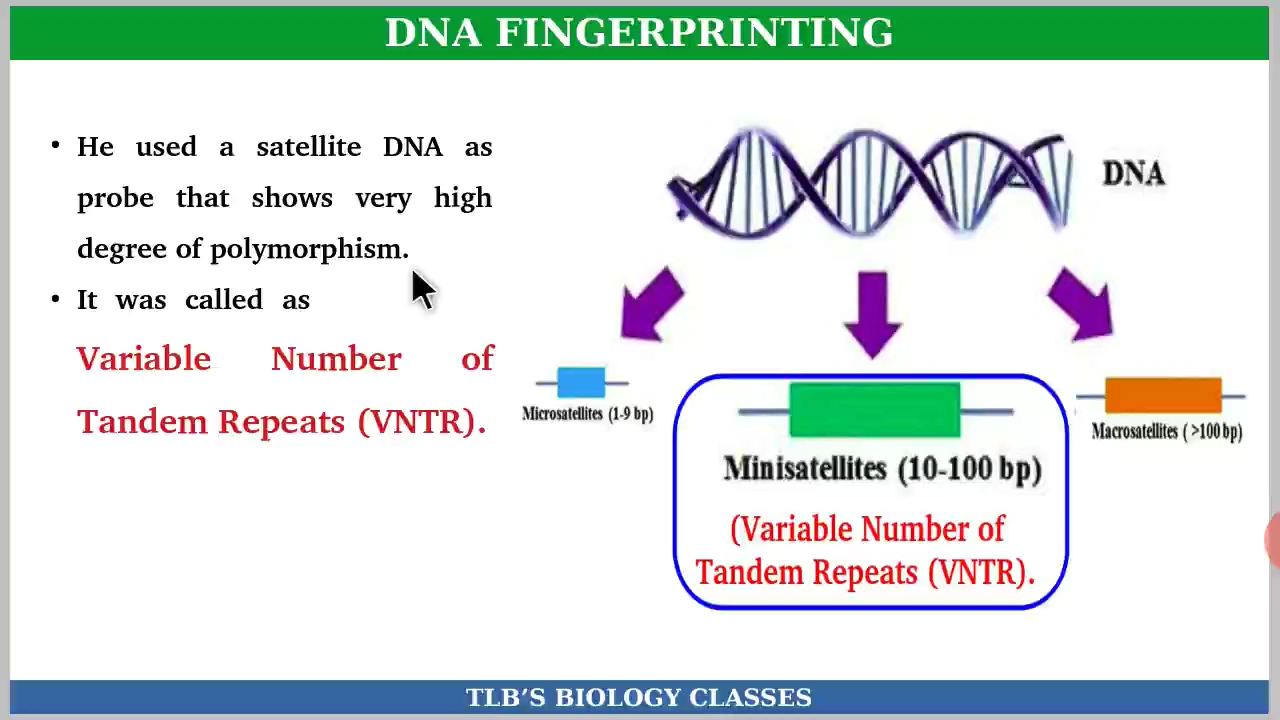 DNA FINGERPRINTING
• He used a satellite DNA as
probe that shows very high
degree of polymorphism.
• It was called as
Variable Number of
Tandem Repeats (VNTR).
DNA
Microsatellites (1-9 bp)
Minisatellites (10-100 bp)
(Variable Number of
Tandem Repeats (VNTR).
Macrosatellites ( >100 bp)
TLB’S BIOLOGY CLASSES